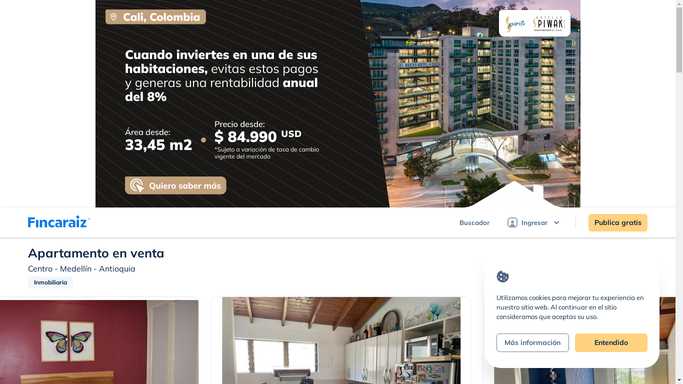 Cali, Colombia
Cuando inviertes en una de sus
habitaciones, evitas estos pagos
y generas una rentabilidad anual
del 8%
Área desde:
33,45 m2
Precio desde:
$ 84.990 USD
*Sujeto a variación de tasa de cambio
vigente del mercado
Quiero saber más
PIWAK
Fincaraiz
Buscador
Ingresar
Publica gratis
Apartamento en venta
Centro - Medellín - Antioquia
Inmobiliaria
Utilizamos cookies para mejorar tu experiencia en
nuestro sitio web. Al continuar en el sitio
consideramos que aceptas su uso.
Más información
Entendido